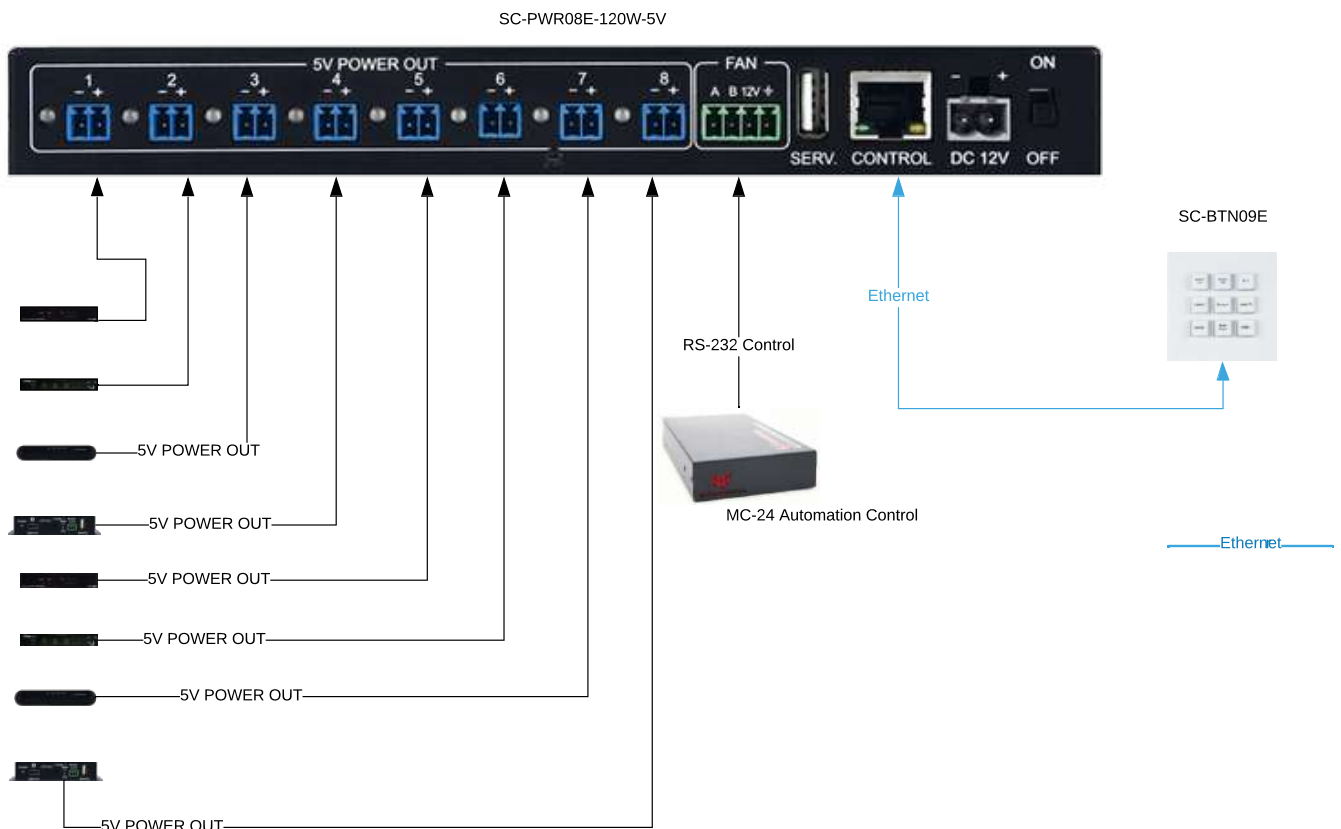 SC-PWR08E-120W-5V
5V POWER OUT
FAN
ON
1 2 3 4 5 6 7 8
- + - + - + - + - + - + - + - +
A B 12V
- +
SERV. CONTROL DC 12V OFF
SC-BTN09E
Ethernet
RS-232 Control
5V POWER OUT
MC-24 Automation Control
5V POWER OUT
Ethernet
5V POWER OUT
5V POWER OUT
5V POWER OUT
5V POWER OUT